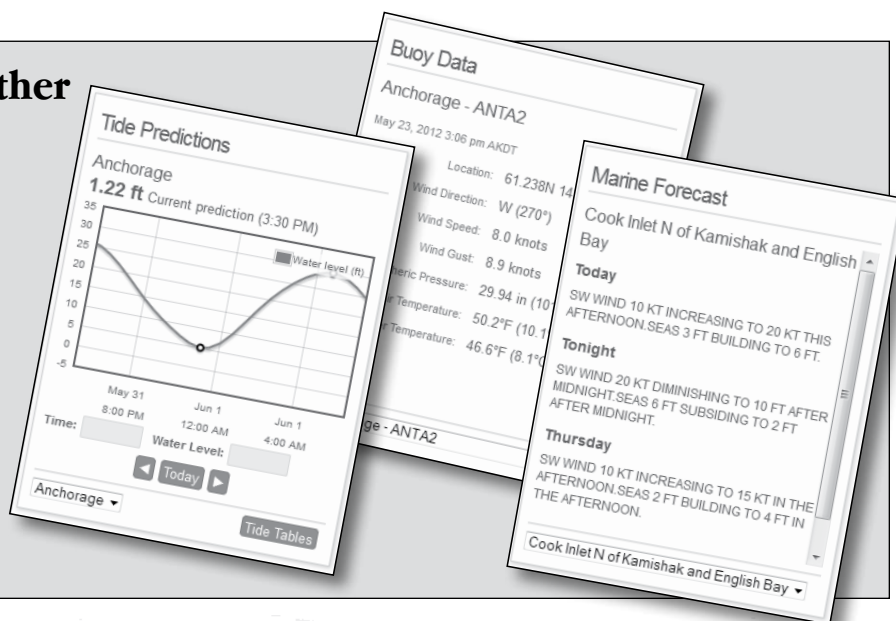 ther
Tide Predictions
Anchorage
1.22 ft Current prediction (3:30 PM)
35
30
25
20
15
10
5
0
-5
Water level (ft)
May 31
8:00 PM
Jun 1
12:00 AM
Jun 1
4:00 AM
Time:
Water Level:
Today
Anchorage
Tide Tables
Buoy Data
Anchorage - ANTA2
May 23, 2012 3:06 pm AKDT
Location: 61.238N 14
Wind Direction: W (270°)
Wind Speed: 8.0 knots
Wind Gust: 8.9 knots
eric Pressure: 29.94 in (10
r Temperature: 50.2°F (10.1°
r Temperature: 46.6°F (8.1°C
ge - ANTA2
Marine Forecast
Cook Inlet N of Kamishak and English
Bay
Today
SW WIND 10 KT INCREASING TO 20 KT THIS
AFTERNOON.SEAS 3 FT BUILDING TO 6 FT.
Tonight
SW WIND 20 KT DIMINISHING TO 10 FT AFTER
MIDNIGHT.SEAS 6 FT SUBSIDING TO 2 FT
AFTER MIDNIGHT.
Thursday
SW WIND 10 KT INCREASING TO 15 KT IN THE
AFTERNOON.SEAS 2 FT BUILDING TO 4 FT IN
THE AFTERNOON.
Cook Inlet N of Kamishak and English Bay